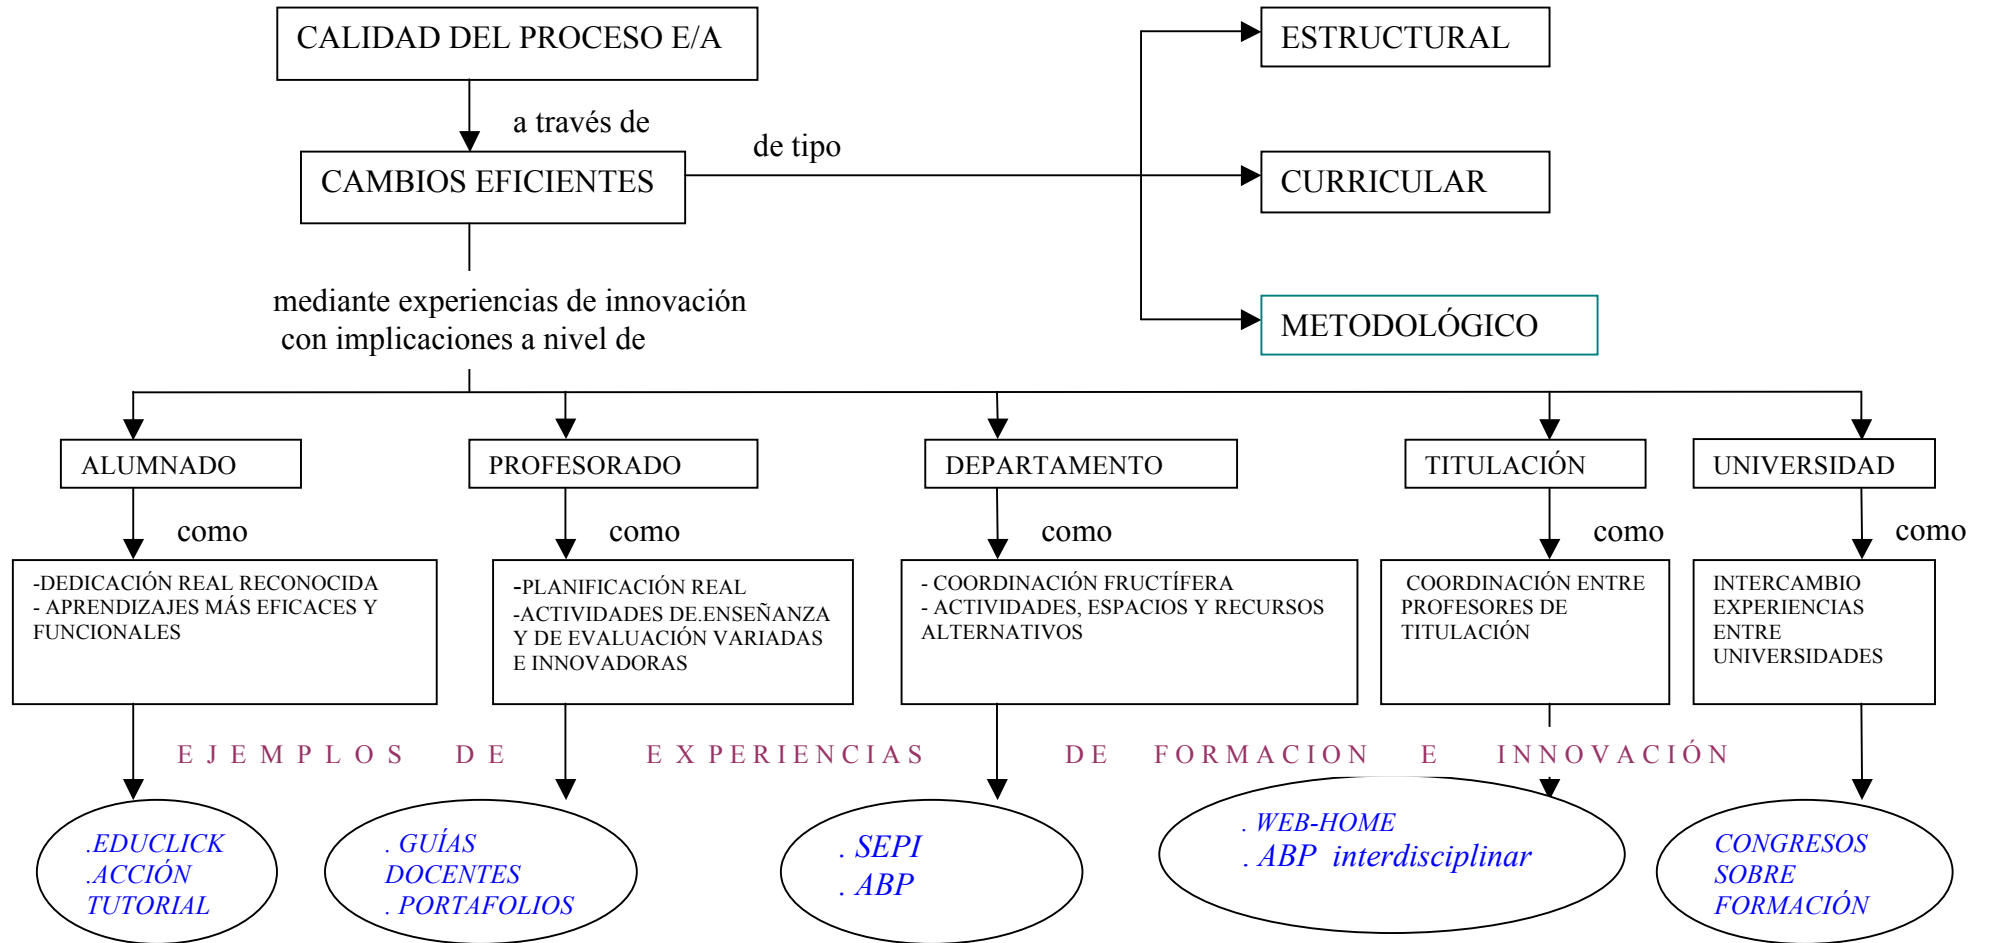 CALIDAD DEL PROCESO E/A
ESTRUCTURAL
a través de
de tipo
CAMBIOS EFICIENTES
CURRICULAR
mediante experiencias de innovación
con implicaciones a nivel de
METODOLÓGICO
ALUMNADO
PROFESORADO
DEPARTAMENTO
TITULACIÓN
UNIVERSIDAD
como
como
como
como
como
-DEDICACIÓN REAL RECONOCIDA
- APRENDIZAJES MÁS EFICACES Y
FUNCIONALES
-PLANIFICACIÓN REAL
-ACTIVIDADES DE.ENSEÑANZA
Y DE EVALUACIÓN VARIADAS
E INNOVADORAS
- COORDINACIÓN FRUCTÍFERA
- ACTIVIDADES, ESPACIOS Y RECURSOS
ALTERNATIVOS
COORDINACIÓN ENTRE
PROFESORES DE
TITULACIÓN
INTERCAMBIO
EXPERIENCIAS
ENTRE
UNIVERSIDADES
EJEMPLOS DE EXPERIENCIAS DE FORMACION E INNOVACIÓN
.EDUCLICK
.ACCIÓN
TUTORIAL
. GUÍAS
DOCENTES
. PORTAFOLIOS
. SEPI
. ABP
. WEB-HOME
. ABP interdisciplinar
CONGRESOS
SOBRE
FORMACIÓN